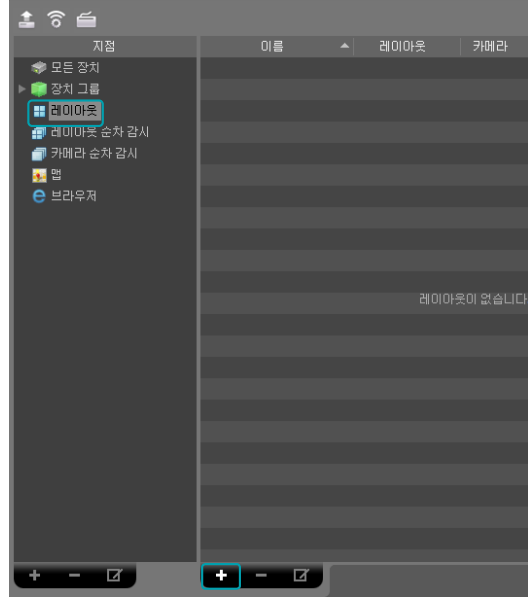 지점
이름 레이아웃 카메라
모든 장치
장치 그룹
레이아웃
레이아웃 순차 감시
카메라 순차 감시
맵
브라우저
레이아웃이 없습니다